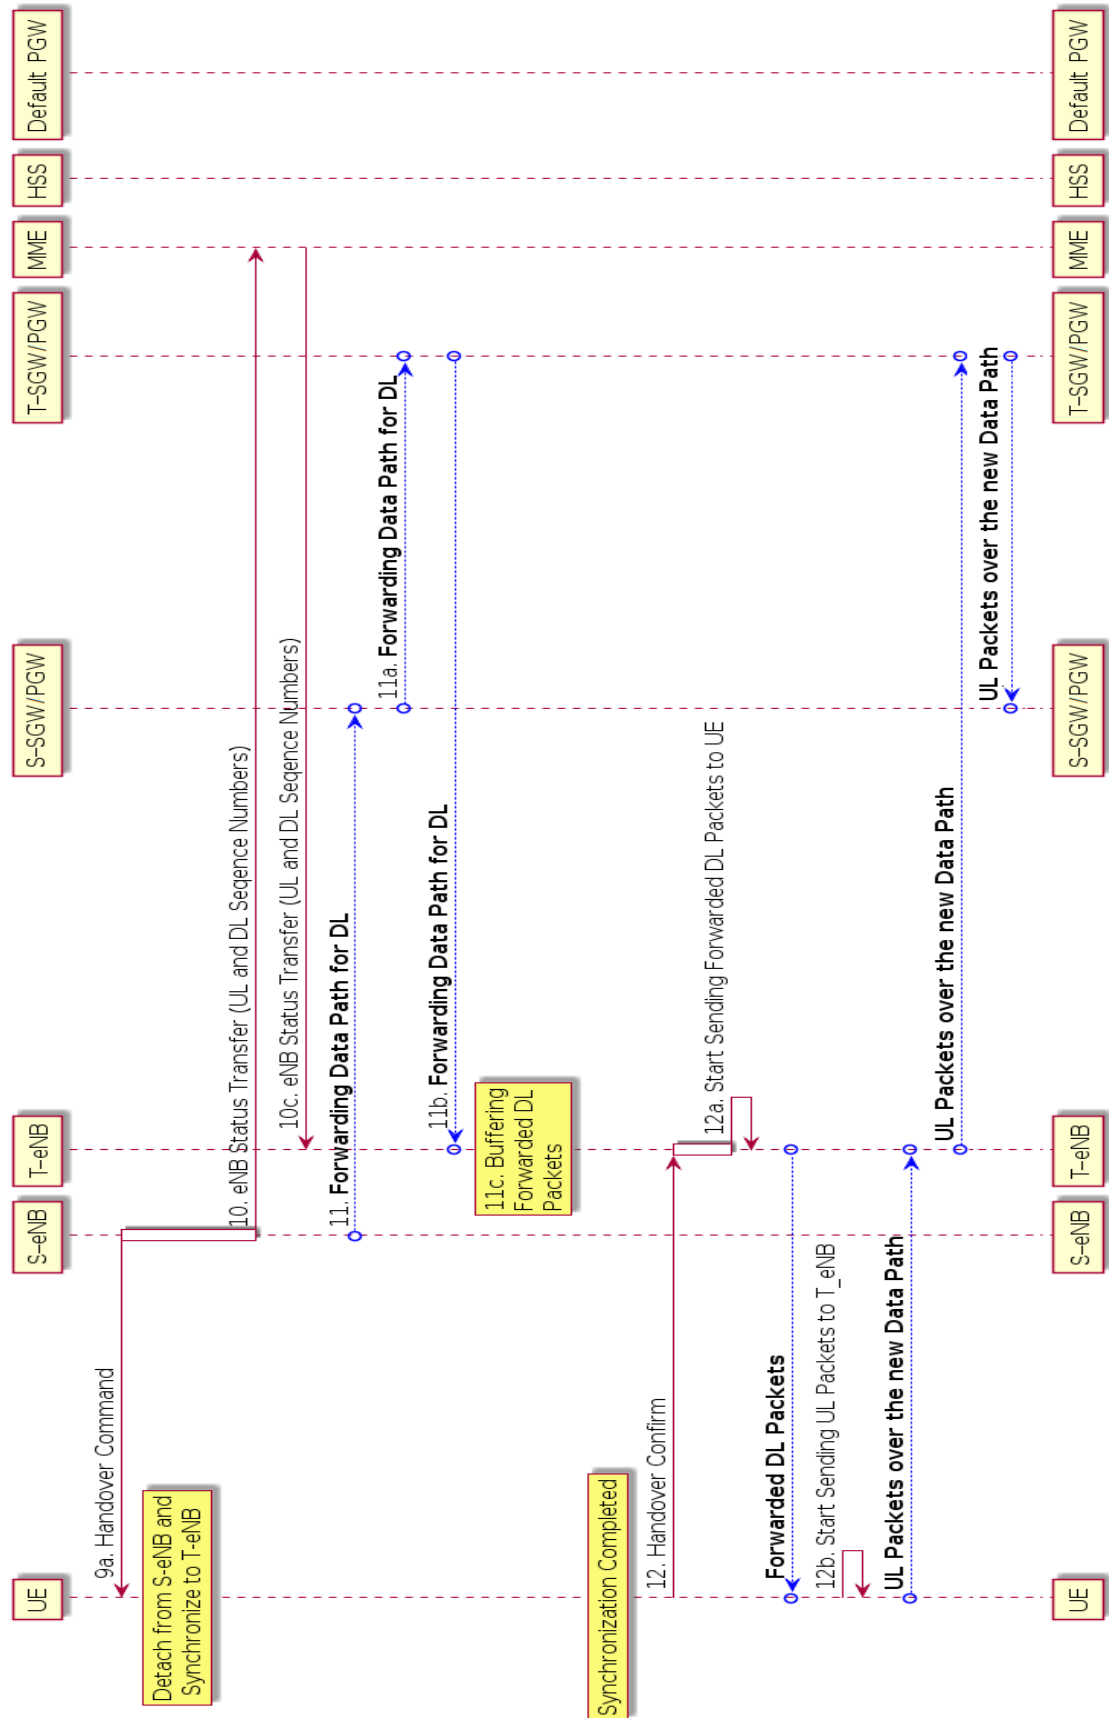 UE
S-eNB
T-eNB
S-SGW/PGW
T-SGW/PGW
MME
HSS
Default PGW
9a. Handover Command
Detach from S-eNB and
Synchronize to T-eNB
10. eNB Status Transfer (UL and DL Seqence Numbers)
10c. eNB Status Transfer (UL and DL Seqence Numbers)
11. Forwarding Data Path for DL
11a. Forwarding Data Path for DL
11b. Forwarding Data Path for DL
11c. Buffering
Forwarded DL
Packets
Synchronization Completed
12. Handover Confirm
12a. Start Sending Forwarded DL Packets to UE
Forwarded DL Packets
12b. Start Sending UL Packets to T_eNB
UL Packets over the new Data Path
UL Packets over the new Data Path
UL Packets over the new Data Path
UE
S-eNB
T-eNB
S-SGW/PGW
T-SGW/PGW
MME
HSS
Default PGW